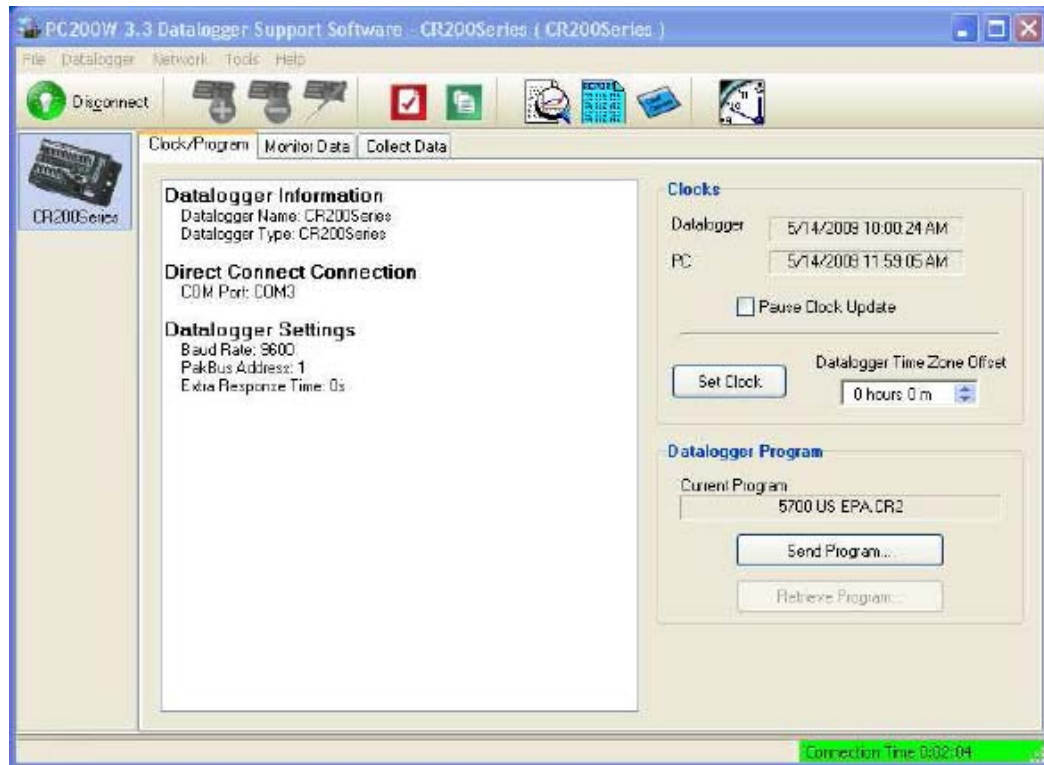 PC200W 3.3 Datalogger Support Software - CR200Series ( CR200Series )
File Datalogger Network Tools Help
Disconnect
CR200Series
Clock/Program Monitor Data Collect Data
Datalogger Information
Datalogger Name: CR200Series
Datalogger Type: CR200Series
Direct Connect Connection
COM Port: COM3
Datalogger Settings
Baud Rate: 9600
PakBus Address: 1
Extra Response Time: 0s
Clocks
Datalogger 5/14/2009 10:00:24 AM
PC 5/14/2009 11:59:05 AM
Pause Clock Update
Datalogger Time Zone Offset
Set Clock 0 hours 0 m
Datalogger Program
Current Program
5700 US EPA.CR2
Send Program...
Retrieve Program...
Connection Time 0:02:04